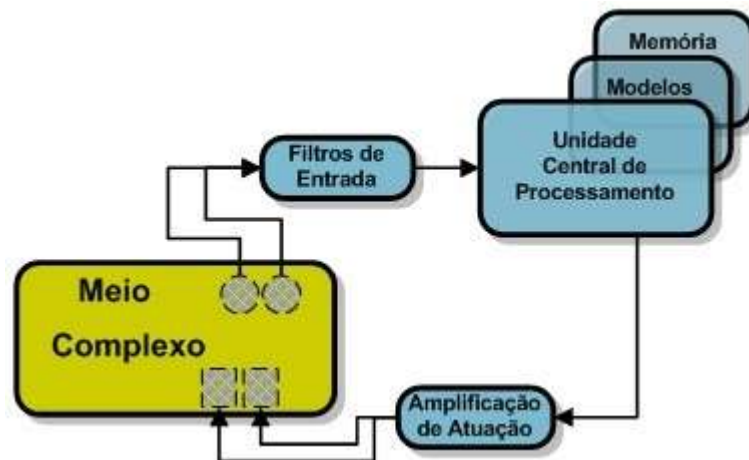 Memória
Modelos
Unidade
Central de
Processamento
Filtros de
Entrada
Meio
Complexo
Amplificação
de Atuação